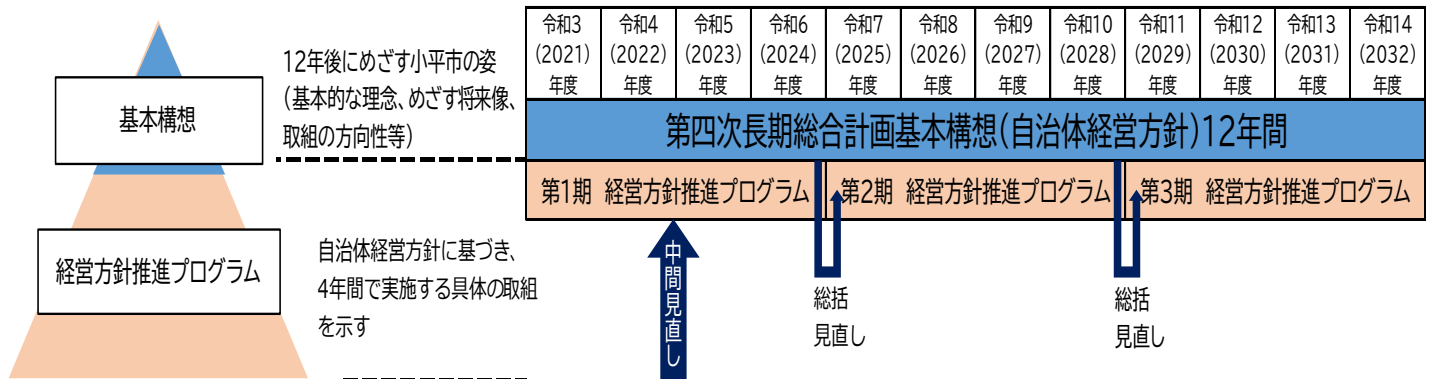 基本構想
12年後にめざす小平市の姿
（基本的な理念、めざす将来像、
取組の方向性等）
経営方針推進プログラム
自治体経営方針に基づき、
4年間で実施する具体の取組
を示す
令和3
（2021）
年度
令和4
（2022）
年度
令和5
（2023）
年度
令和6
（2024）
年度
令和7
（2025）
年度
令和8
（2026）
年度
令和9
（2027）
年度
令和10
（2028）
年度
令和11
（2029）
年度
令和12
（2030）
年度
令和13
（2031）
年度
令和14
（2032）
年度
第四次長期総合計画基本構想（自治体経営方針）12年間
第1期 経営方針推進プログラム
第2期 経営方針推進プログラム
第3期 経営方針推進プログラム
中間見直し
総括
見直し
総括
見直し